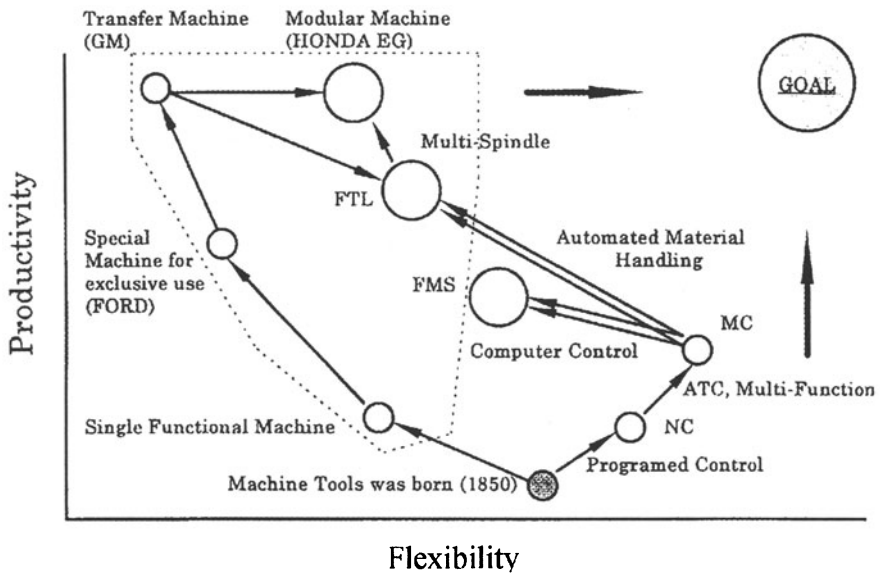 Transfer Machine
(GM)
Modular Machine
(HONDA EG)
GOAL
Multi-Spindle
FTL
Productivity
Special
Machine for
exclusive use
(FORD)
Automated Material
Handling
FMS
MC
Computer Control
ATC, Multi-Function
Single Functional Machine
NC
Programed Control
Machine Tools was born (1850)
Flexibility